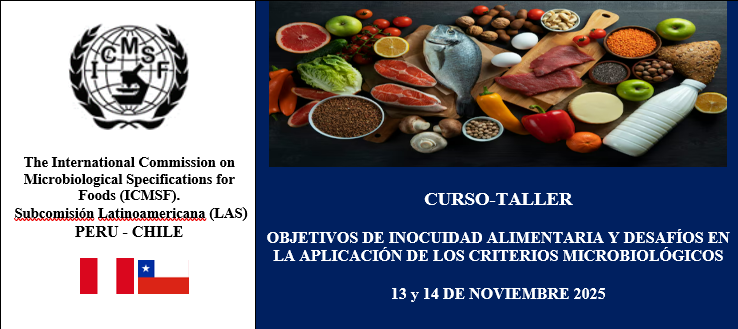 ICMSF
The International Commission on
Microbiological Specifications for
Foods (ICMSF).
Subcomisión Latinoamericana (LAS)
PERU - CHILE
CURSO-TALLER
OBJETIVOS DE INOCUIDAD ALIMENTARIA Y DESAFÍOS EN
LA APLICACIÓN DE LOS CRITERIOS MICROBIOLÓGICOS
13 y 14 DE NOVIEMBRE 2025